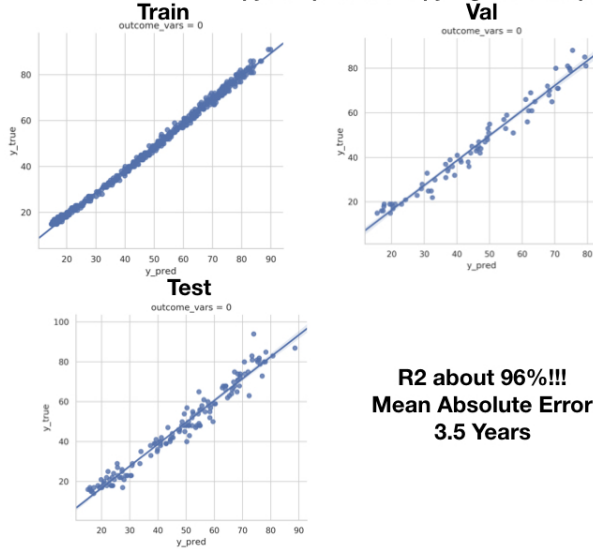 Train
outcome_vars = 0
80
60
40
20
y_true
20 30 40 50 60 70 80 90
y_pred
Val
outcome_vars = 0
80
60
40
20
y_true
20 30 40 50 60 70 80
y_pred
Test
outcome_vars = 0
100
80
60
40
20
y_true
20 30 40 50 60 70 80 90
y_pred
R2 about 96%!!!
Mean Absolute Error
3.5 Years